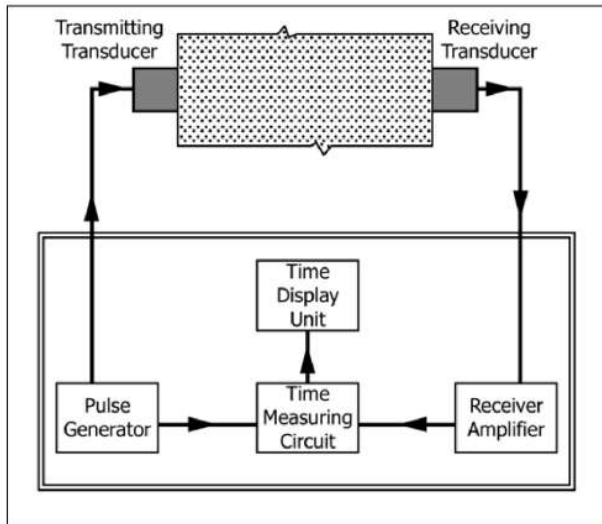 Transmitting
Transducer
Receiving
Transducer
Time
Display
Unit
Pulse
Generator
Time
Measuring
Circuit
Receiver
Amplifier